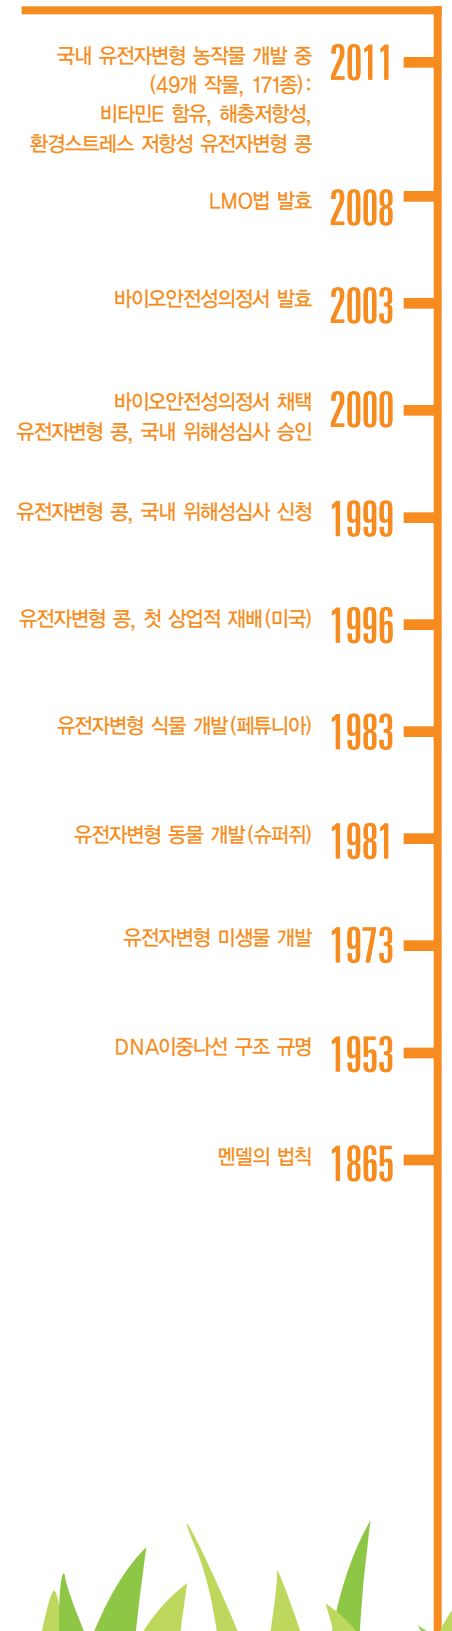 국내 유전자변형 농작물 개발 중 2011
(49개 작물, 171종):
비타민E 함유, 해충저항성,
환경스트레스 저항성 유전자변형 콩
LMO법 발효 2008
바이오안전성의정서 발효 2003
바이오안전성의정서 채택 2000
유전자변형 콩, 국내 위해성심사 승인
유전자변형 콩, 국내 위해성심사 신청 1999
유전자변형 콩, 첫 상업적 재배(미국) 1996
유전자변형 식물 개발(페튜니아) 1983
유전자변형 동물 개발(슈퍼쥐) 1981
유전자변형 미생물 개발 1973
DNA이중나선 구조 규명 1953
멘델의 법칙 1865